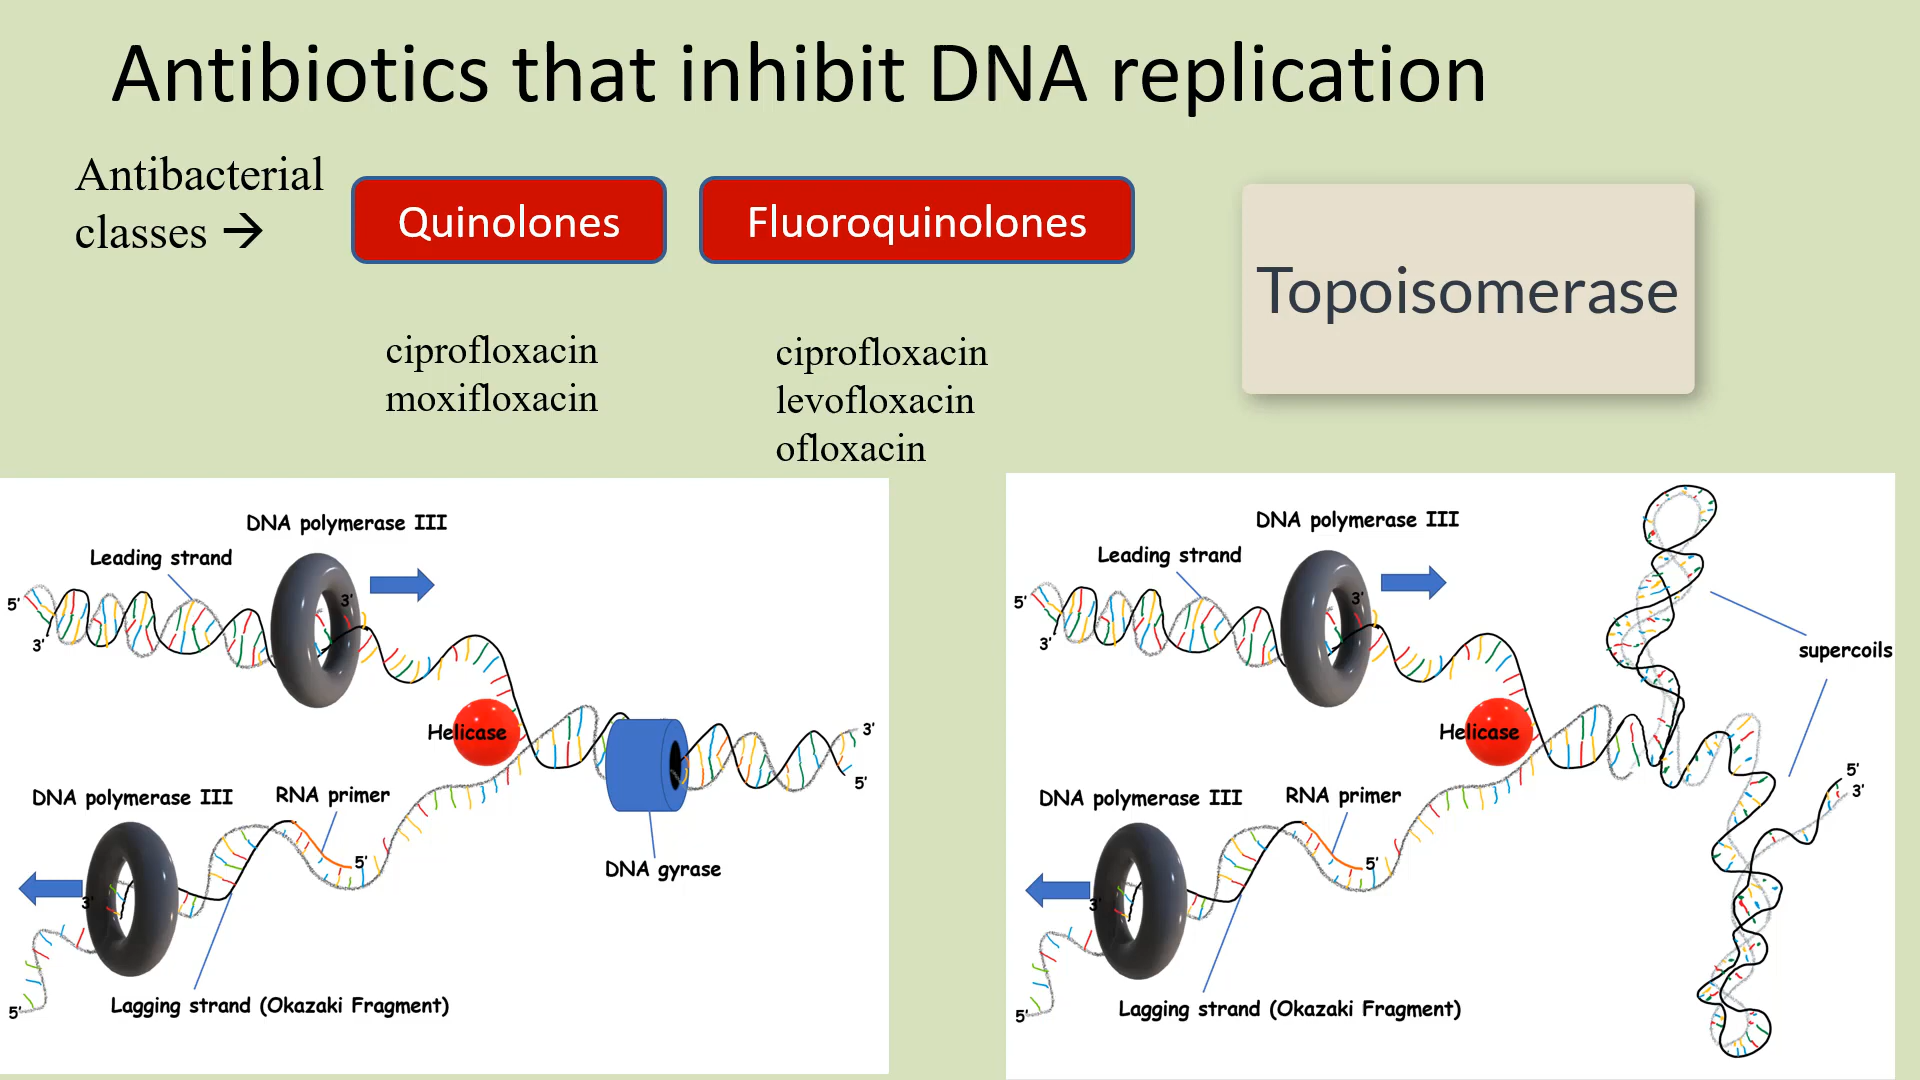 Antibiotics that inhibit DNA replication
Antibacterial
classes →
Quinolones
Fluoroquinolones
Topoisomerase
ciprofloxacin
moxifloxacin
ciprofloxacin
levofloxacin
ofloxacin
DNA polymerase III
Leading strand
5'
3'
3'
Helicase
3'
5'
DNA polymerase III
RNA primer
5'
DNA gyrase
3'
Lagging strand (Okazaki Fragment)
5'
DNA polymerase III
Leading strand
5'
3'
3'
supercoils
Helicase
5'
3'
DNA polymerase III
RNA primer
5'
3'
Lagging strand (Okazaki Fragment)
5'